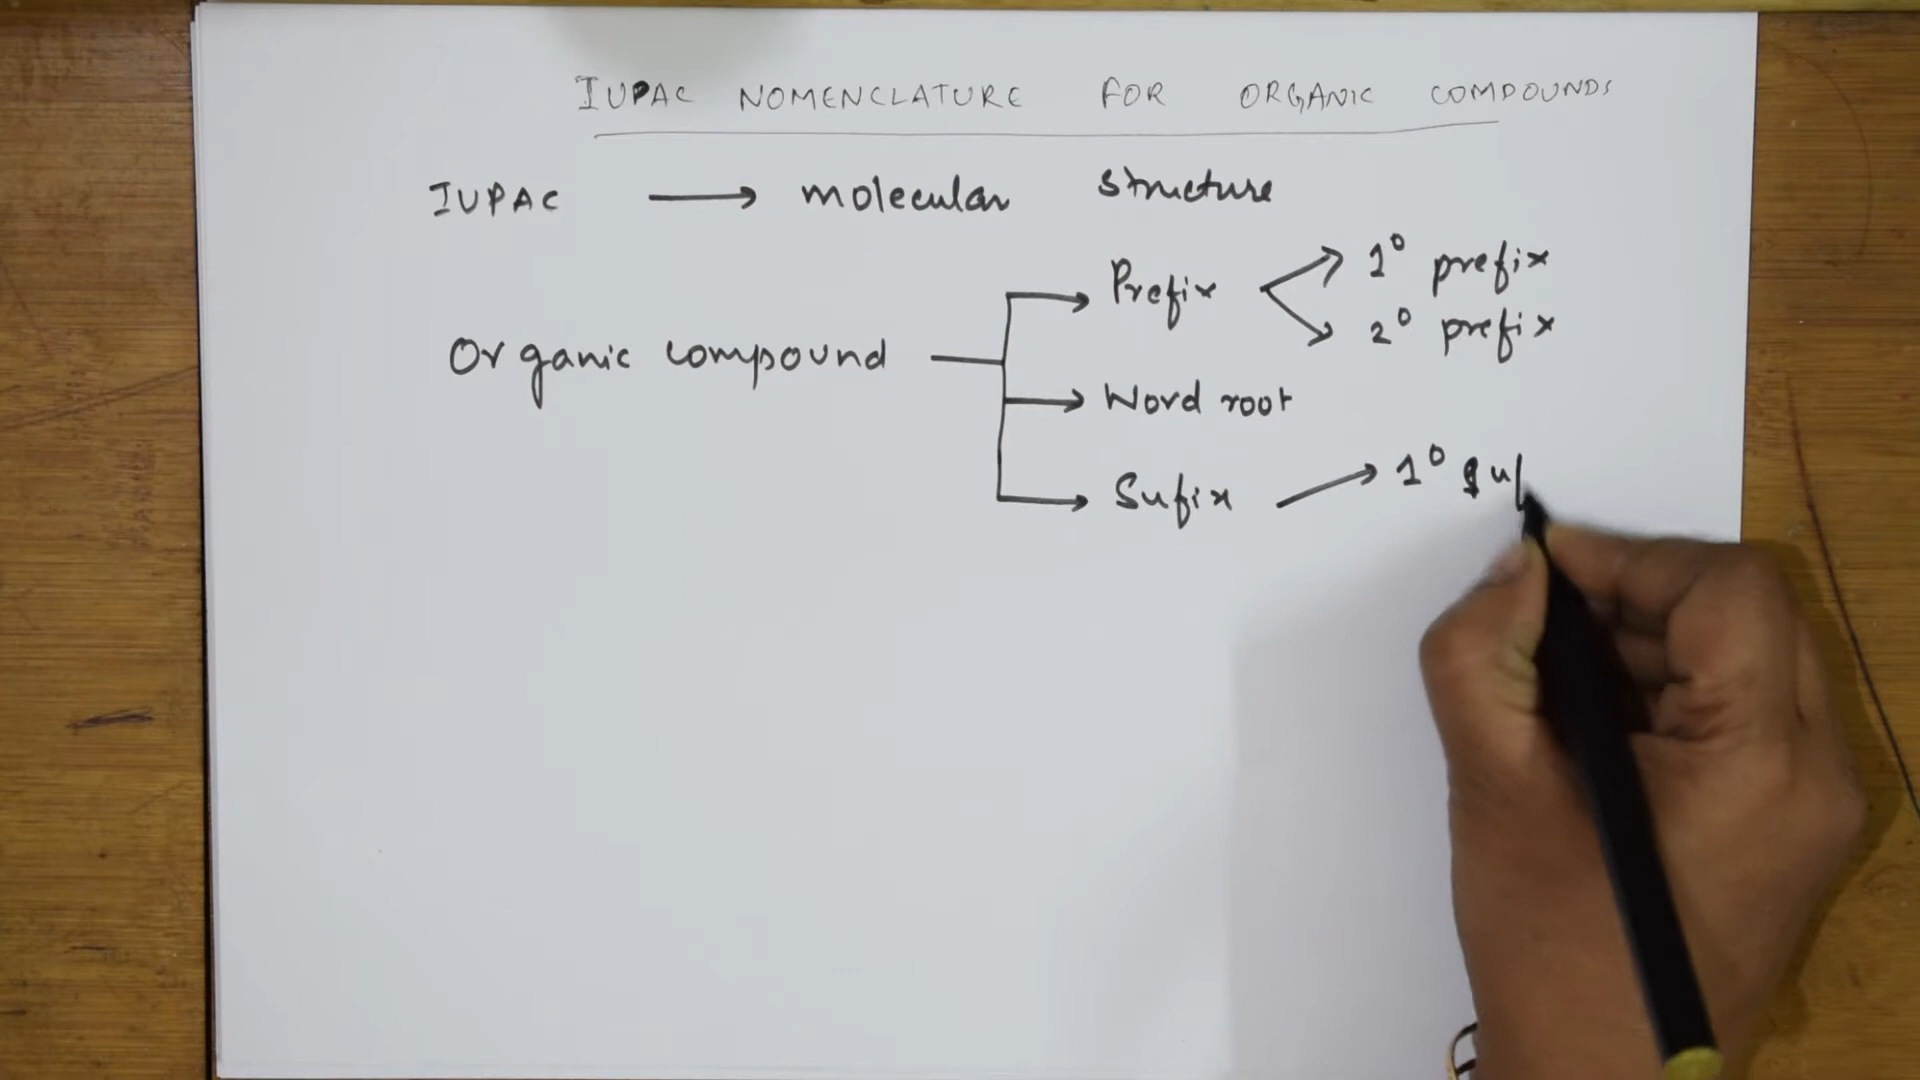 IUPAC NOMENCLATURE FOR ORGANIC COMPOUNDS
IUPAC → molecular structure
Prefix → 1° prefix
→ 2° prefix
Organic compound
→ Word root
→ Sufix → 1°